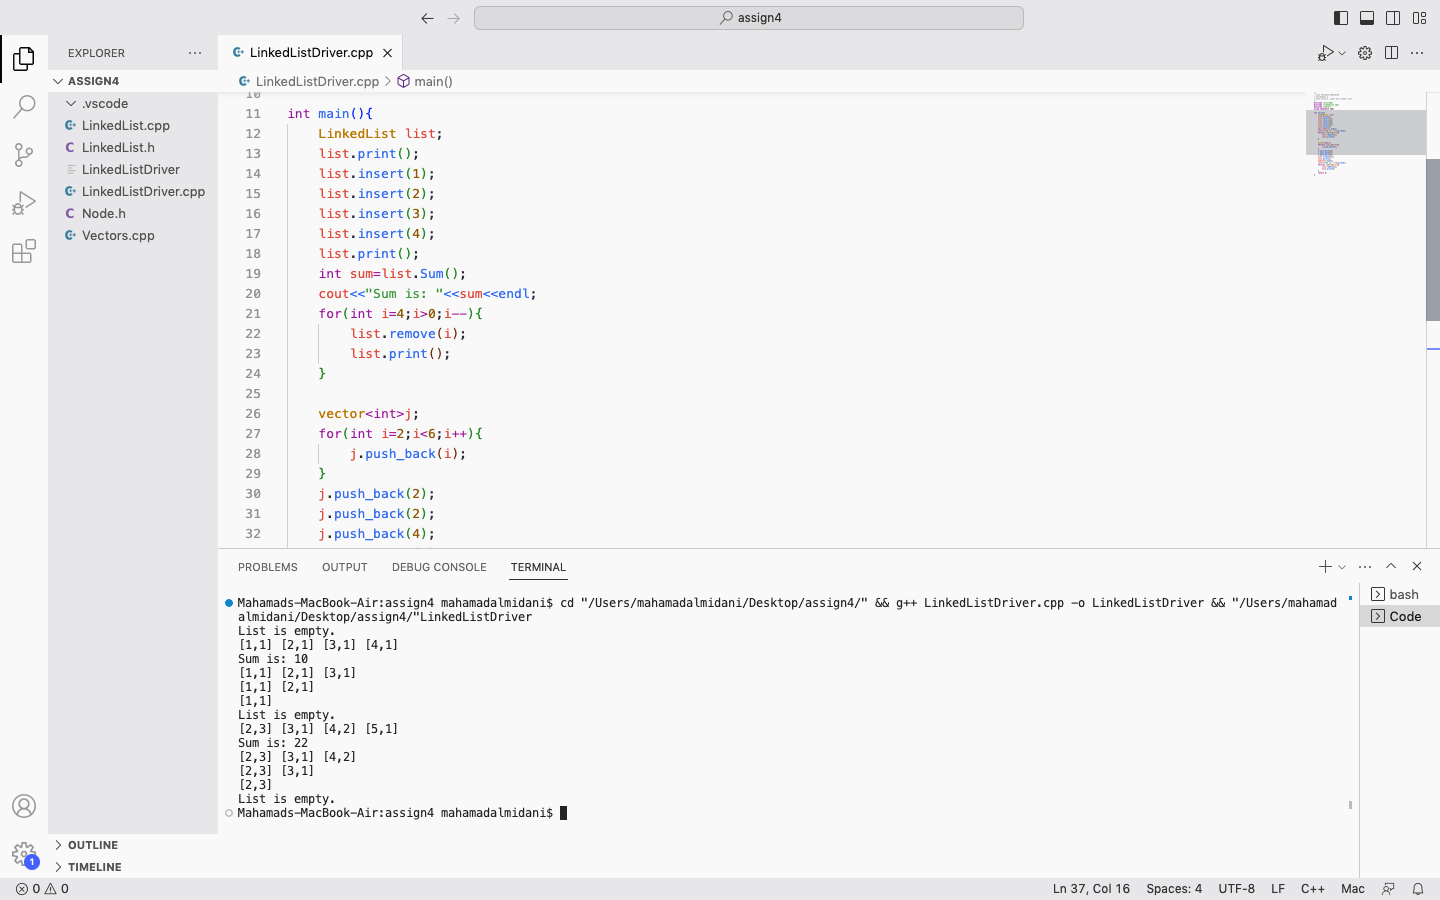 assign4
EXPLORER
LinkedListDriver.cpp
ASSIGN4
LinkedListDriver.cpp > main()
.vscode
LinkedList.cpp
LinkedList.h
LinkedListDriver
LinkedListDriver.cpp
Node.h
Vectors.cpp
10
11 int main(){
12 LinkedList list;
13 list.print();
14 list.insert(1);
15 list.insert(2);
16 list.insert(3);
17 list.insert(4);
18 list.print();
19 int sum=list.Sum();
20 cout<<"Sum is: "<<sum<<endl;
21 for(int i=4;i>0;i--){
22 list.remove(i);
23 list.print();
24 }
25
26 vector<int>j;
27 for(int i=2;i<6;i++){
28 j.push_back(i);
29 }
30 j.push_back(2);
31 j.push_back(2);
32 j.push_back(4);
PROBLEMS OUTPUT DEBUG CONSOLE TERMINAL
Mahamads-MacBook-Air:assign4 mahamadalmidani$ cd "/Users/mahamadalmidani/Desktop/assign4/" && g++ LinkedListDriver.cpp -o LinkedListDriver && "/Users/mahamad
almidani/Desktop/assign4/"LinkedListDriver
List is empty.
[1,1] [2,1] [3,1] [4,1]
Sum is: 10
[1,1] [2,1] [3,1]
[1,1] [2,1]
[1,1]
List is empty.
[2,3] [3,1] [4,2] [5,1]
Sum is: 22
[2,3] [3,1] [4,2]
[2,3] [3,1]
[2,3]
List is empty.
Mahamads-MacBook-Air:assign4 mahamadalmidani$
bash
Code
OUTLINE
TIMELINE
1
0 0
Ln 37, Col 16 Spaces: 4 UTF-8 LF C++ Mac